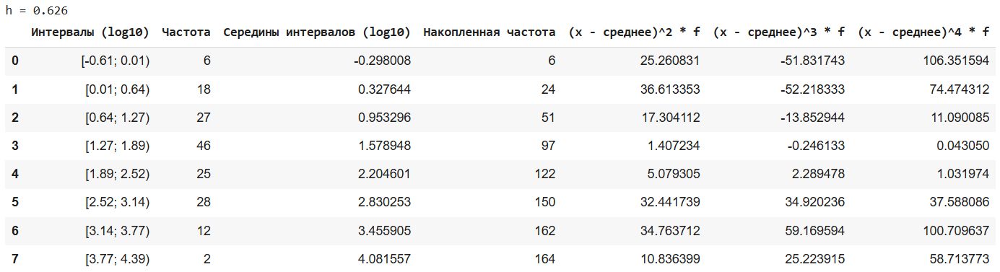 h = 0.626
Интервалы (log10) Частота Середины интервалов (log10) Накопленная частота (x - среднее)^2 * f (x - среднее)^3 * f (x - среднее)^4 * f
0 [-0.61; 0.01) 6 -0.298008 6 25.260831 -51.831743 106.351594
1 [0.01; 0.64) 18 0.327644 24 36.613353 -52.218333 74.474312
2 [0.64; 1.27) 27 0.953296 51 17.304112 -13.852944 11.090085
3 [1.27; 1.89) 46 1.578948 97 1.407234 -0.246133 0.043050
4 [1.89; 2.52) 25 2.204601 122 5.079305 2.289478 1.031974
5 [2.52; 3.14) 28 2.830253 150 32.441739 34.920236 37.588086
6 [3.14; 3.77) 12 3.455905 162 34.763712 59.169594 100.709637
7 [3.77; 4.39) 2 4.081557 164 10.836399 25.223915 58.713773